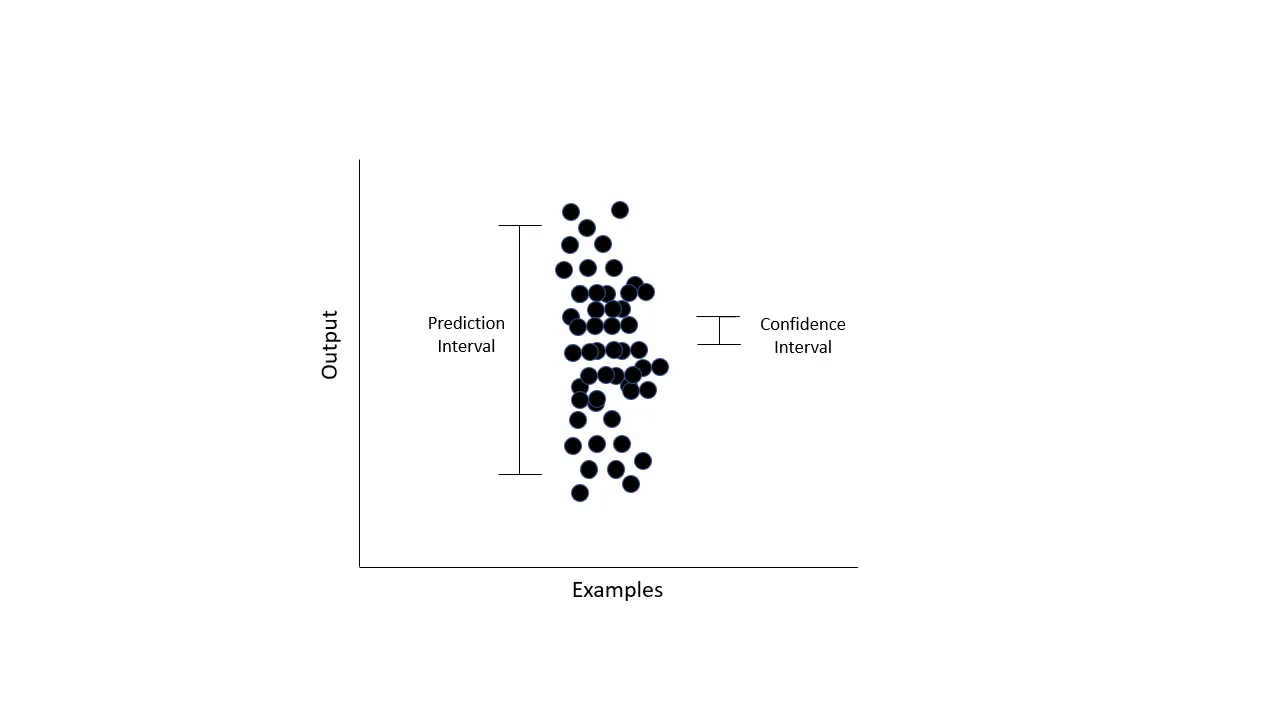 Output
Prediction
Interval
Confidence
Interval
Examples